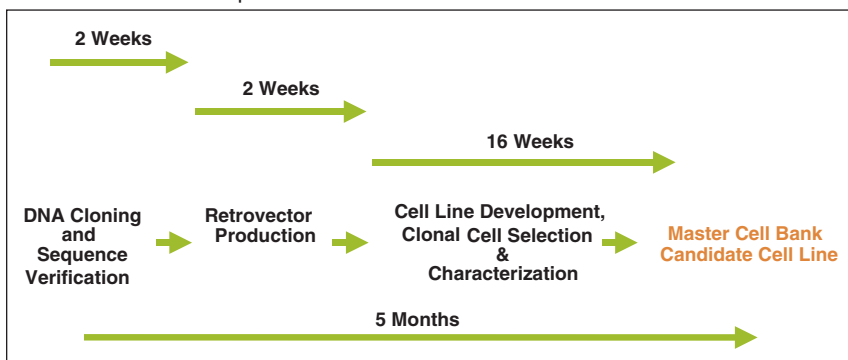 2 Weeks
2 Weeks
16 Weeks
DNA Cloning
and
Sequence
Verification
Retrovector
Production
Cell Line Development,
Clonal Cell Selection
&
Characterization
Master Cell Bank
Candidate Cell Line
5 Months